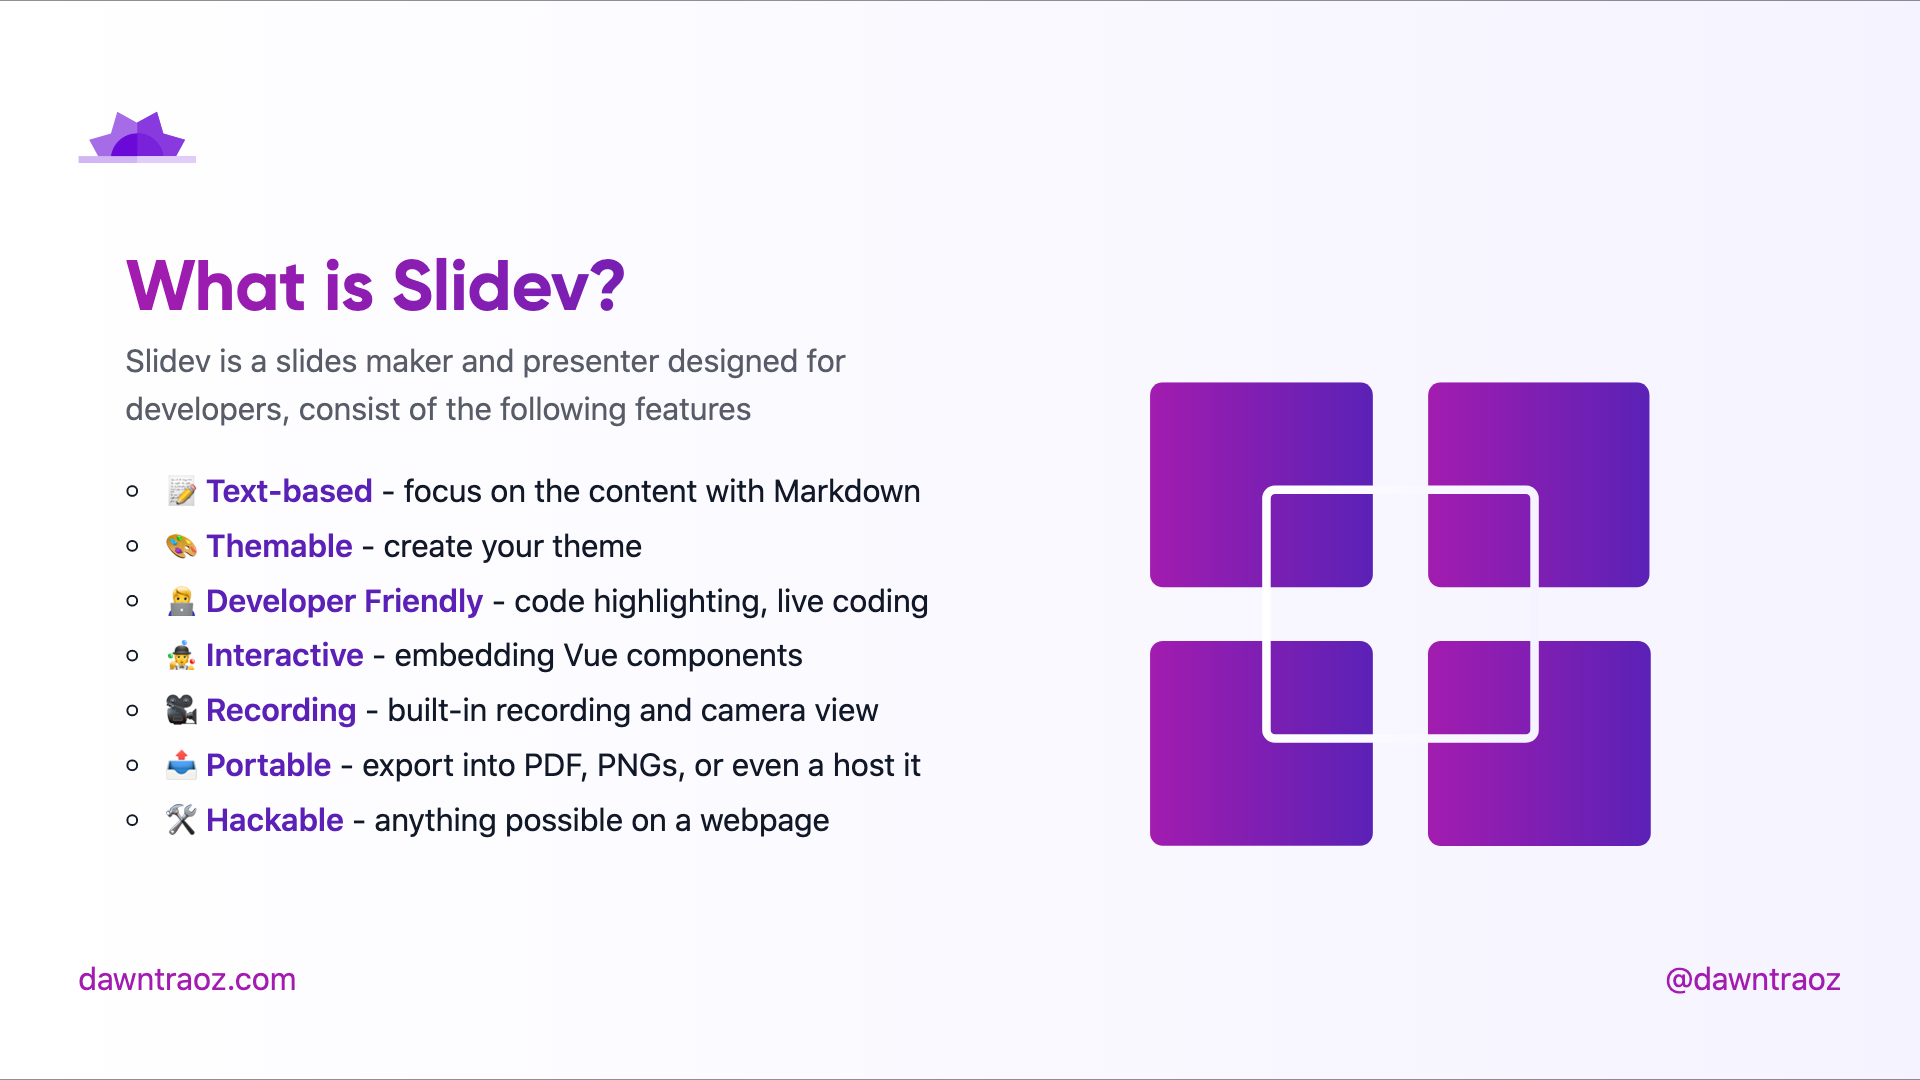 What is Slidev?
Slidev is a slides maker and presenter designed for
developers, consist of the following features
📝 Text-based - focus on the content with Markdown
🎨 Themable - create your theme
🧑‍💻 Developer Friendly - code highlighting, live coding
🤹 Interactive - embedding Vue components
🎥 Recording - built-in recording and camera view
📤 Portable - export into PDF, PNGs, or even a host it
🛠 Hackable - anything possible on a webpage
dawntraoz.com
@dawntraoz